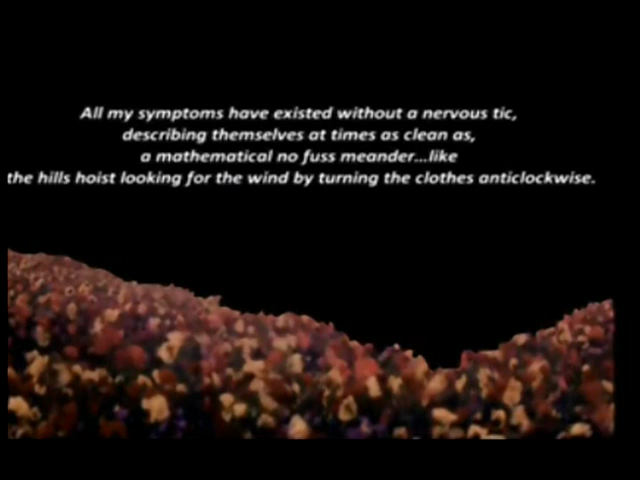 All my symptoms have existed without a nervous tic,
describing themselves at times as clean as,
a mathematical no fuss meander...like
the hills hoist looking for the wind by turning the clothes anticlockwise.